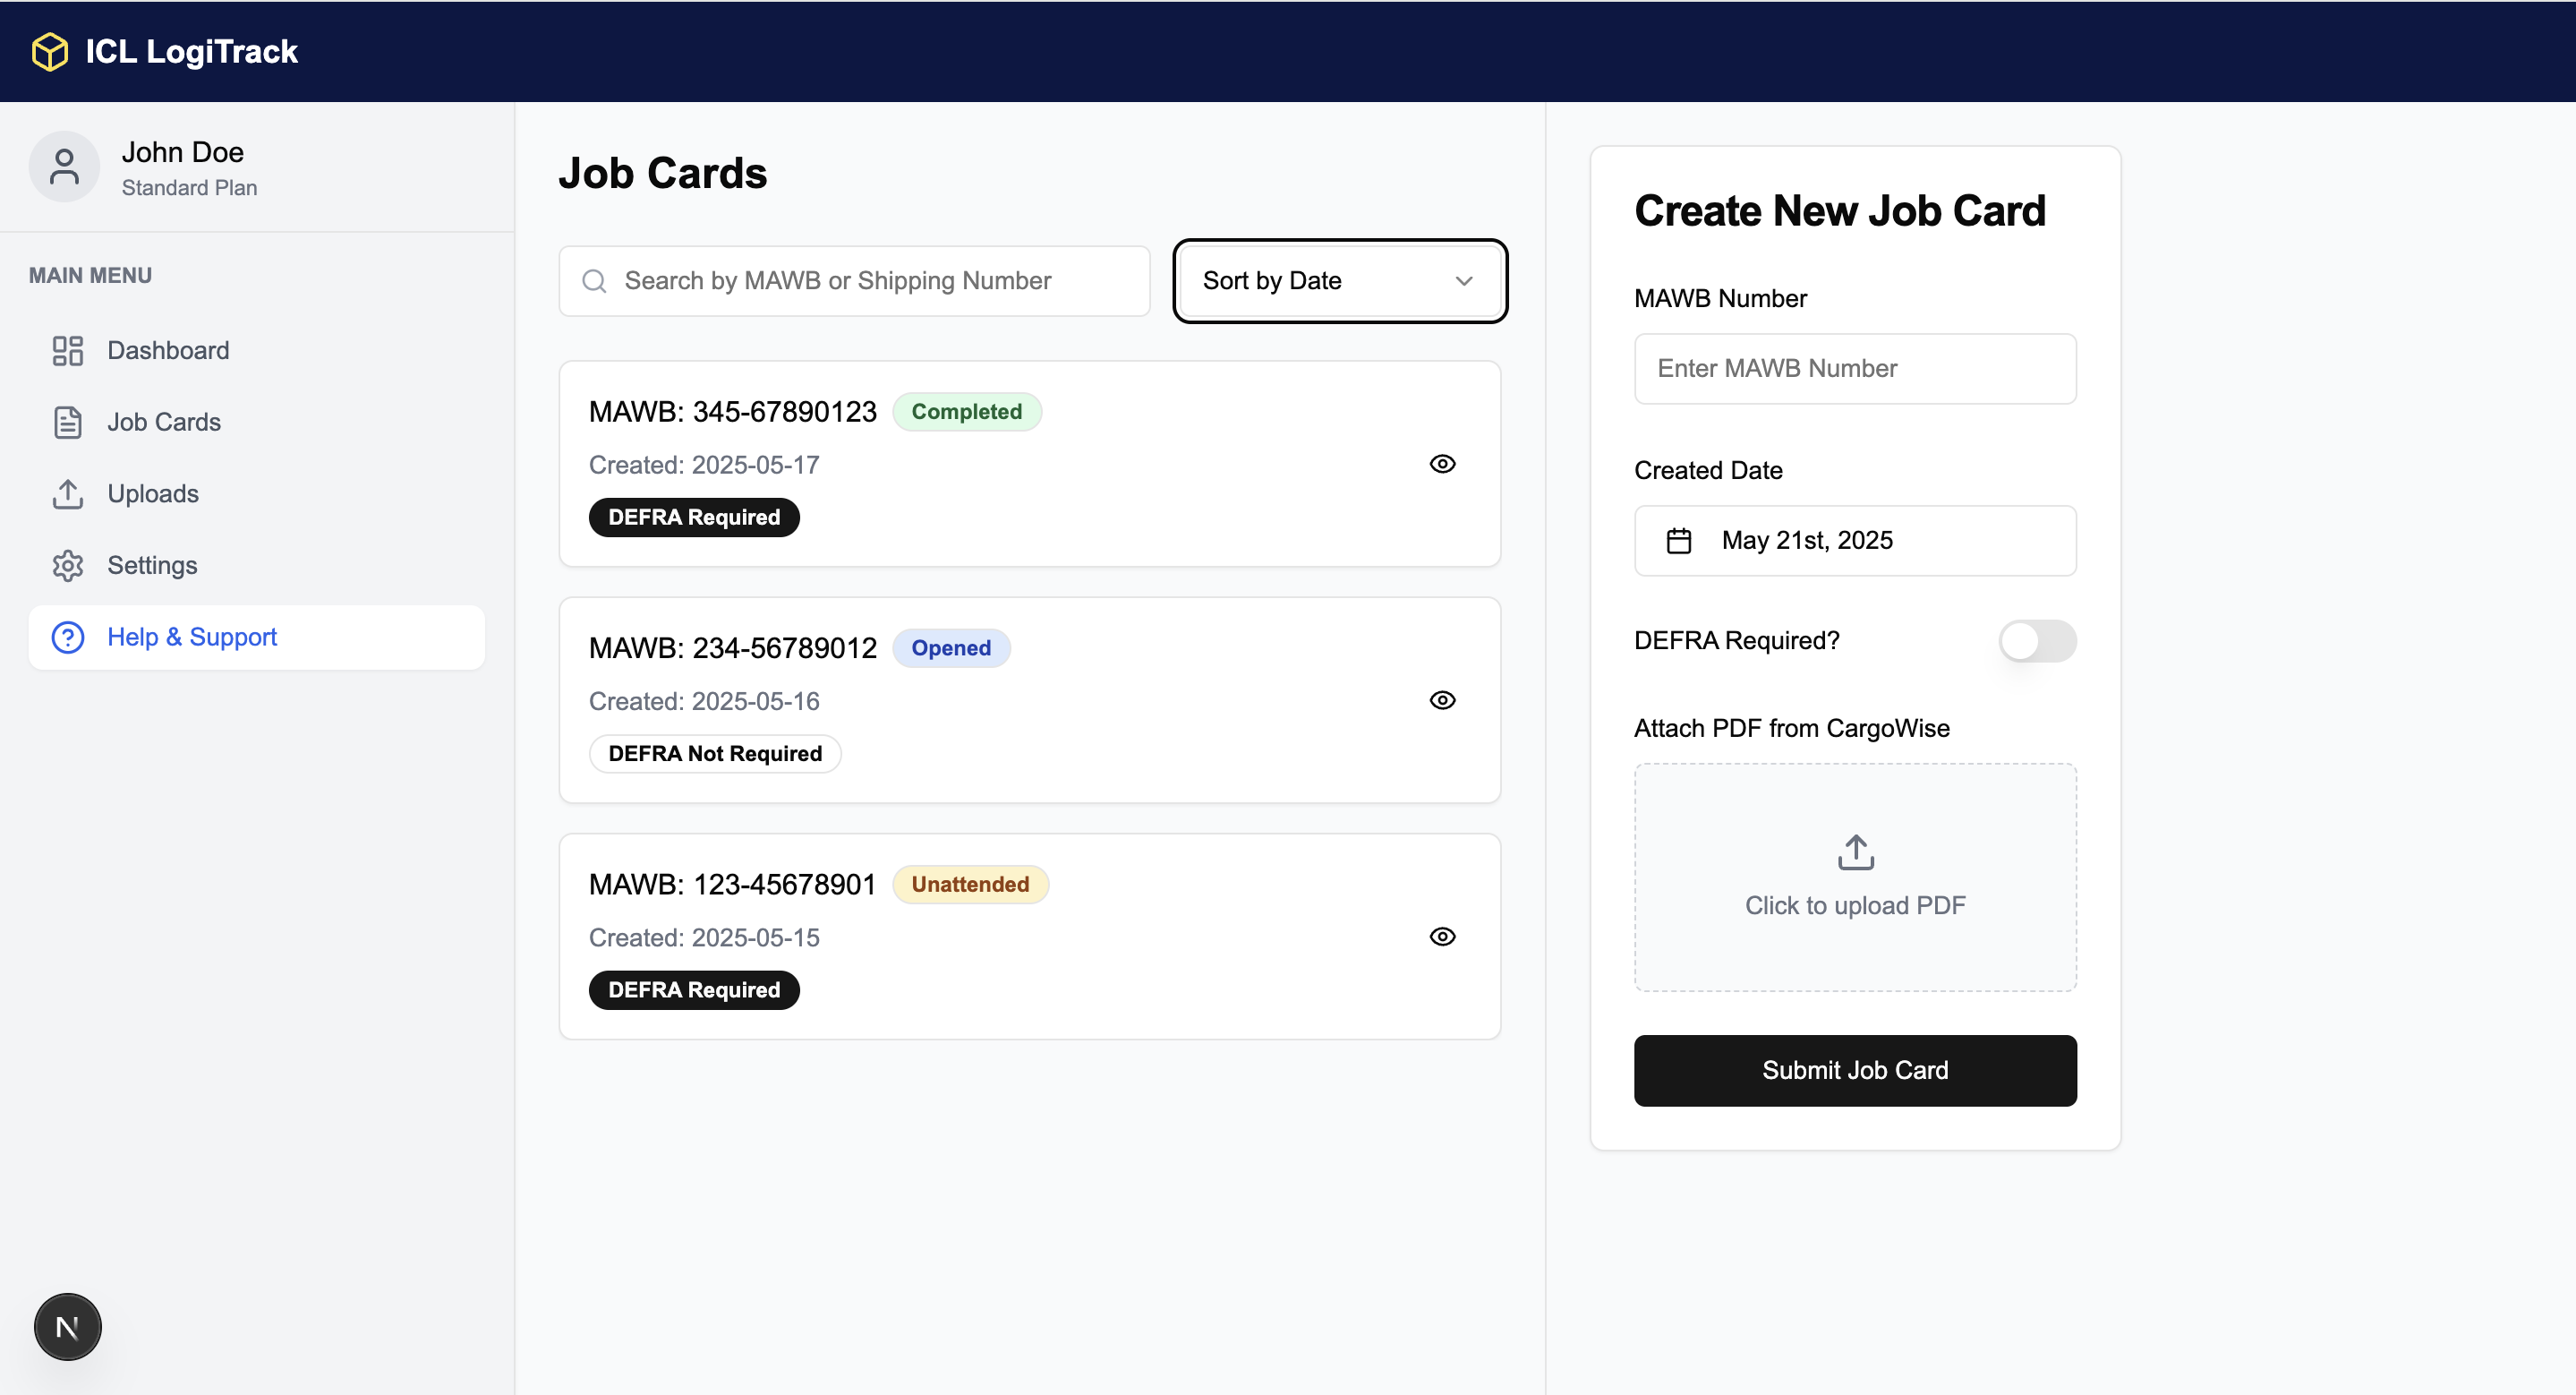 ICL LogiTrack
John Doe
Standard Plan
MAIN MENU
Dashboard
Job Cards
Uploads
Settings
Help & Support
N
Job Cards
Search by MAWB or Shipping Number
Sort by Date
MAWB: 345-67890123 Completed
Created: 2025-05-17
DEFRA Required
MAWB: 234-56789012 Opened
Created: 2025-05-16
DEFRA Not Required
MAWB: 123-45678901 Unattended
Created: 2025-05-15
DEFRA Required
Create New Job Card
MAWB Number
Enter MAWB Number
Created Date
May 21st, 2025
DEFRA Required?
Attach PDF from CargoWise
Click to upload PDF
Submit Job Card